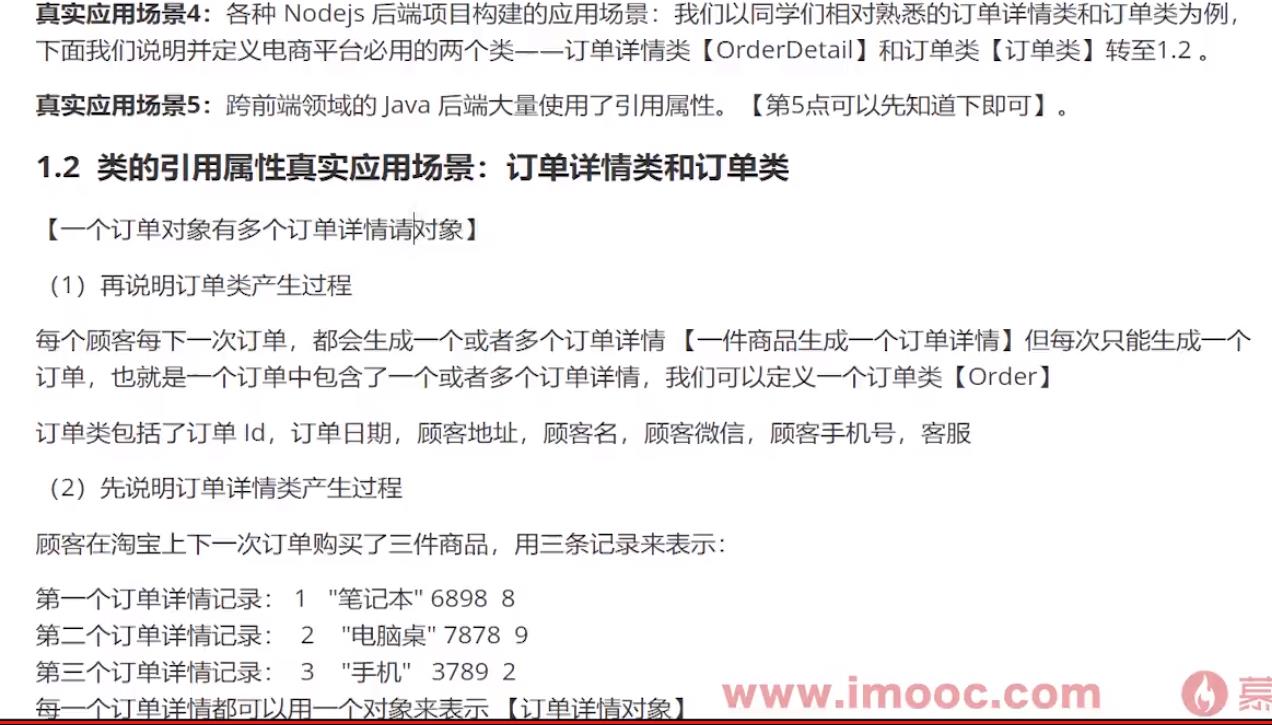 真实应用场景4：各种 Nodejs 后端项目构建的应用场景：我们以同学们相对熟悉的订单详情类和订单类为例，
下面我们说明并定义电商平台必用的两个类——订单详情类【OrderDetail】和订单类【订单类】转至1.2 。
真实应用场景5：跨前端领域的 Java 后端大量使用了引用属性。【第5点可以先知道下即可】。
1.2 类的引用属性真实应用场景：订单详情类和订单类
【一个订单对象有多个订单详情请对象】
（1）再说明订单类产生过程
每个顾客每下一次订单，都会生成一个或者多个订单详情 【一件商品生成一个订单详情】但每次只能生成一个
订单，也就是一个订单中包含了一个或者多个订单详情，我们可以定义一个订单类【Order】
订单类包括了订单 Id，订单日期，顾客地址，顾客名，顾客微信，顾客手机号，客服
（2）先说明订单详情类产生过程
顾客在淘宝上下一次订单购买了三件商品，用三条记录来表示：
第一个订单详情记录： 1 "笔记本" 6898 8
第二个订单详情记录： 2 "电脑桌" 7878 9
第三个订单详情记录： 3 "手机" 3789 2
每一个订单详情都可以用一个对象来表示 【订单详情对象】
www.imooc.com 慕